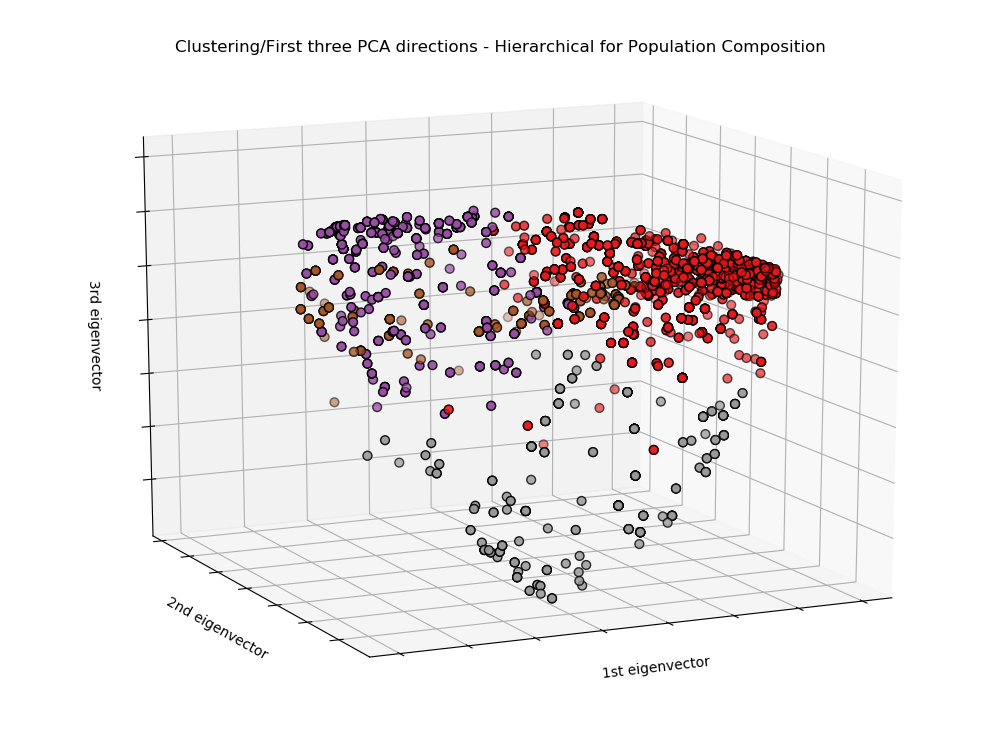 Clustering/First three PCA directions - Hierarchical for Population Composition
3rd eigenvector
2nd eigenvector
1st eigenvector